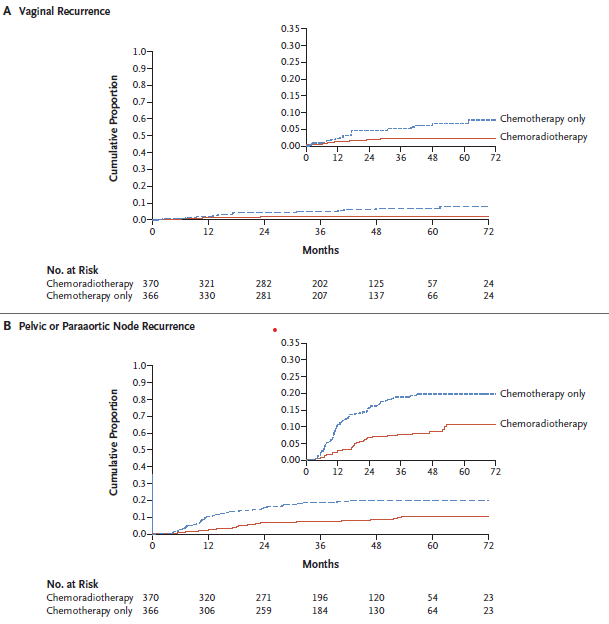 A Vaginal Recurrence
0.35
0.30
0.25
0.20
0.15
0.10
0.05
0.00
0 12 24 36 48 60 72
Chemotherapy only
Chemoradiotherapy
Cumulative Proportion
1.0
0.9
0.8
0.7
0.6
0.5
0.4
0.3
0.2
0.1
0.0
0 12 24 36 48 60 72
Months
No. at Risk
Chemoradiotherapy 370 321 282 202 125 57 24
Chemotherapy only 366 330 281 207 137 66 24
B Pelvic or Paraaortic Node Recurrence
0.35
0.30
0.25
0.20
0.15
0.10
0.05
0.00
0 12 24 36 48 60 72
Chemotherapy only
Chemoradiotherapy
Cumulative Proportion
1.0
0.9
0.8
0.7
0.6
0.5
0.4
0.3
0.2
0.1
0.0
0 12 24 36 48 60 72
Months
No. at Risk
Chemoradiotherapy 370 320 271 196 120 54 23
Chemotherapy only 366 306 259 184 130 64 23